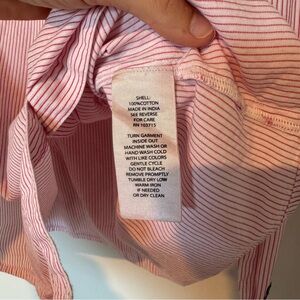 SHELL:
100%COTTON
MADE IN INDIA
SEE REVERSE
FOR CARE
RN 103715
TURN GARMENT
INSIDE OUT
MACHINE WASH OR
HAND WASH COLD
WITH LIKE COLORS
GENTLE CYCLE
DO NOT BLEACH
REMOVE PROMPTLY
TUMBLE DRY LOW
WARM IRON
IF NEEDED
OR DRY CLEAN